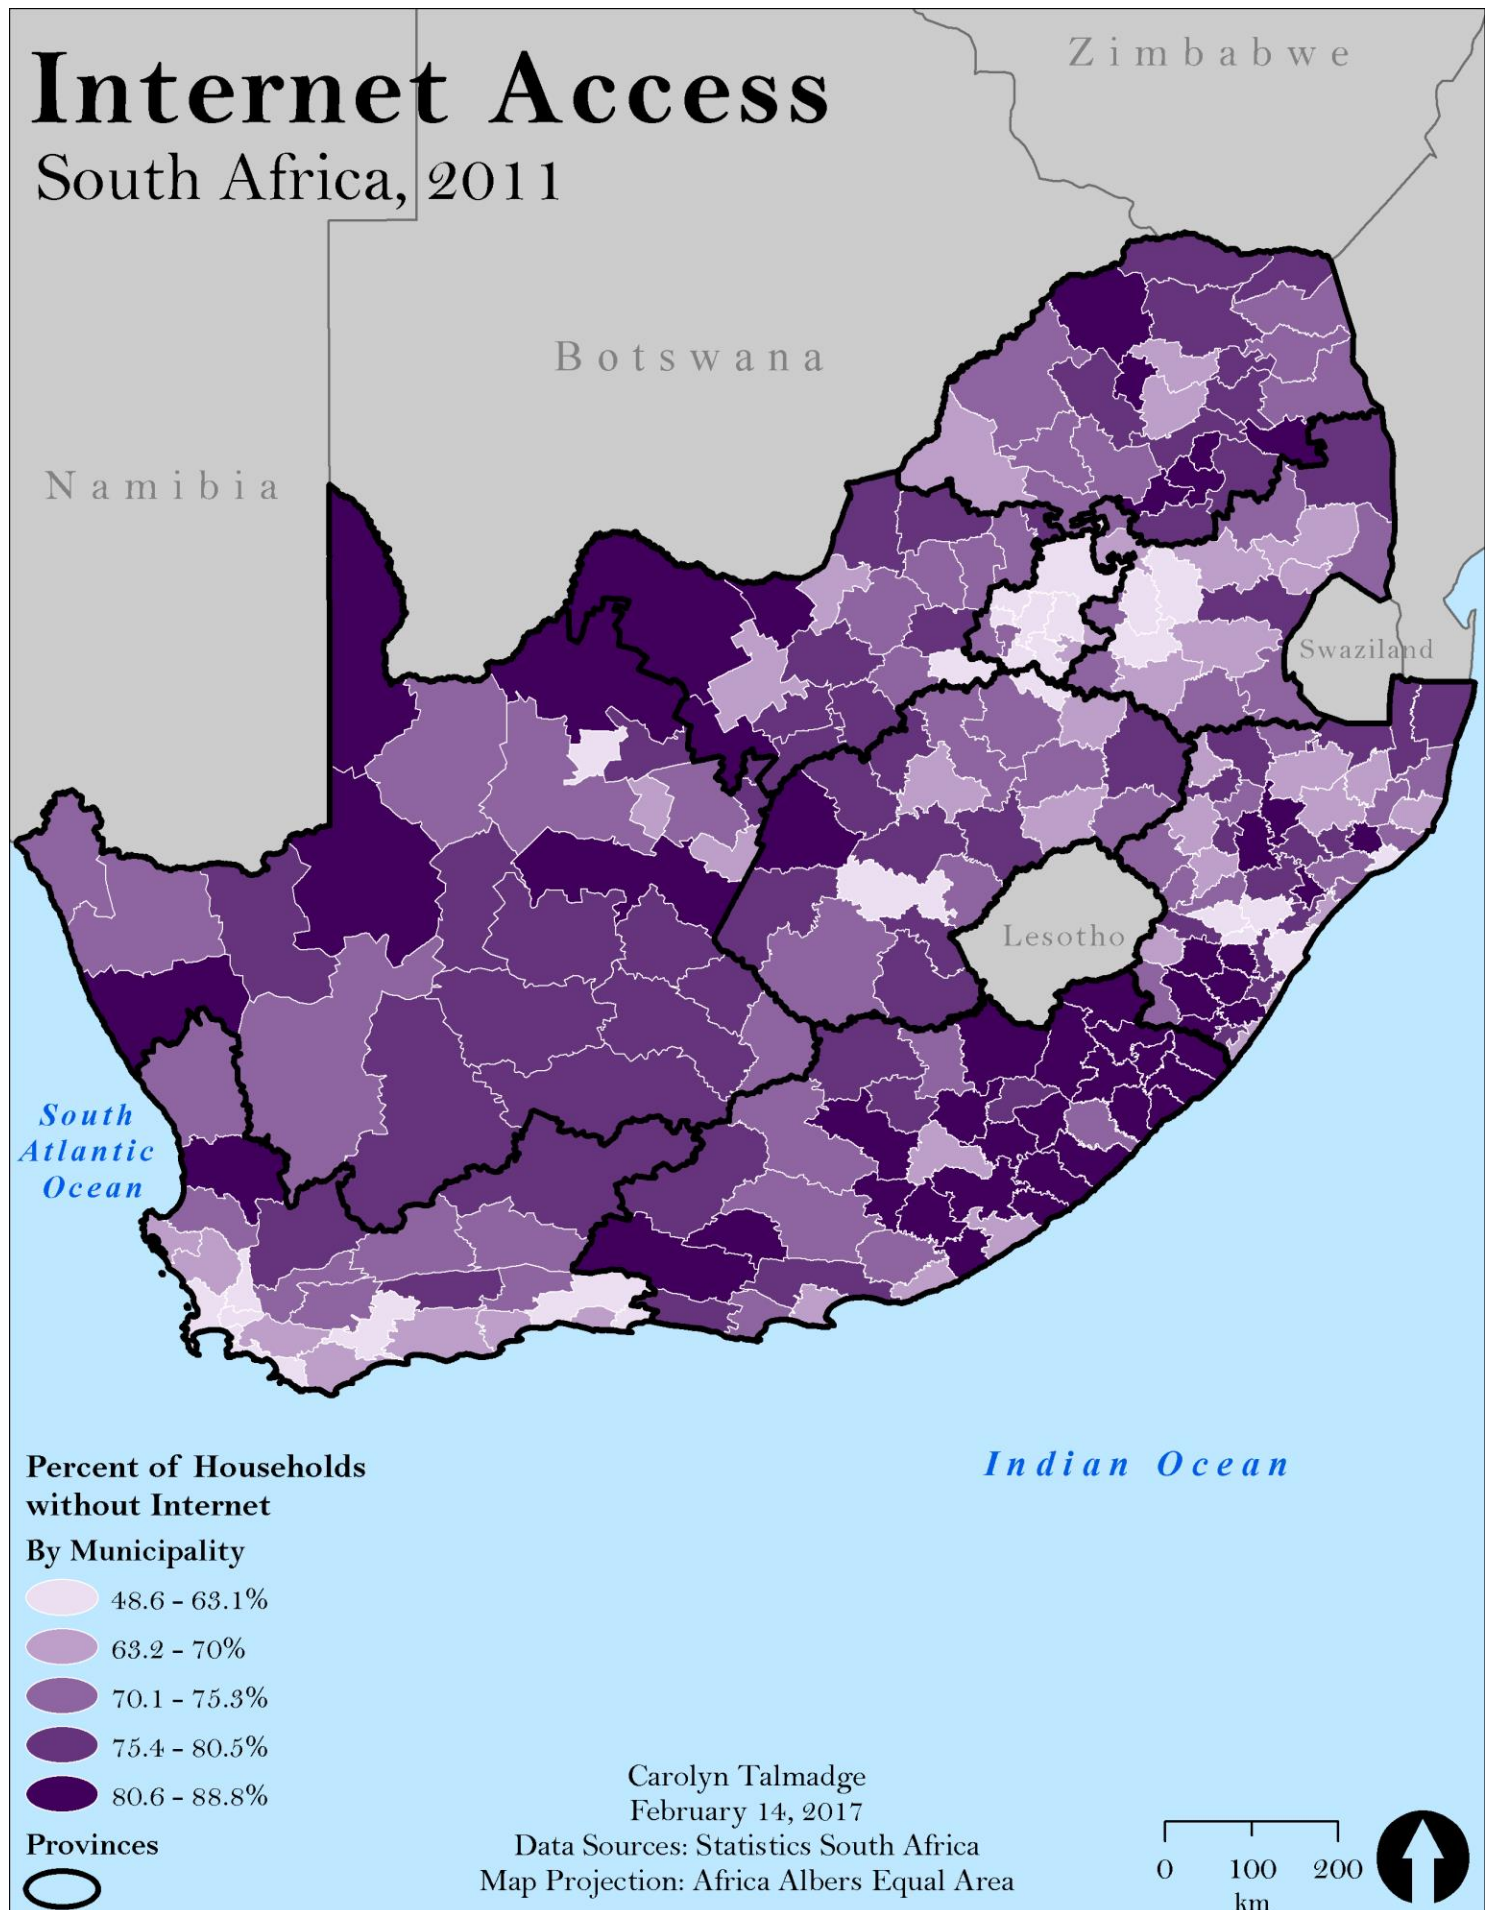 Internet Access
South Africa, 2011
Zimbabwe
Botswana
Namibia
Swaziland
Lesotho
South
Atlantic
Ocean
Indian Ocean
Percent of Households
without Internet
By Municipality
48.6 - 63.1%
63.2 - 70%
70.1 - 75.3%
75.4 - 80.5%
80.6 - 88.8%
Provinces
Carolyn Talmadge
February 14, 2017
Data Sources: Statistics South Africa
Map Projection: Africa Albers Equal Area
0 100 200
km